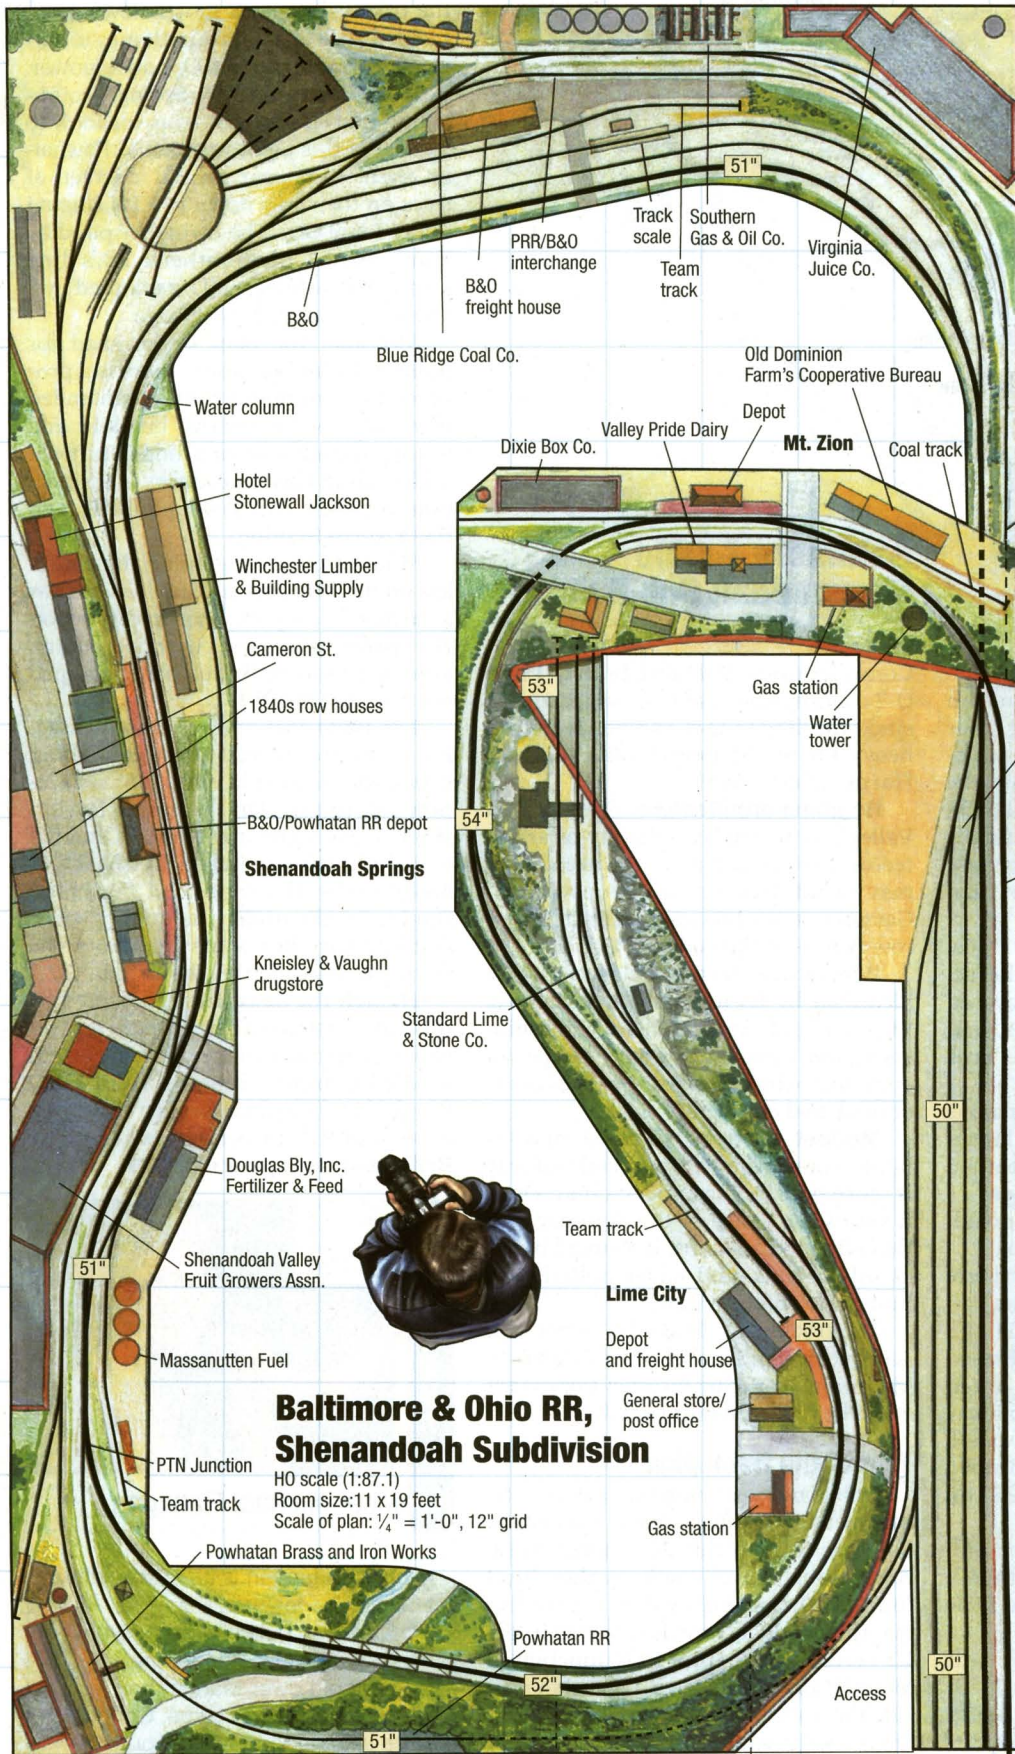 51"
Track
scale
Southern
Gas & Oil Co.
Virginia
Juice Co.
PRR/B&O
interchange
Team
track
B&O
freight house
B&O
Blue Ridge Coal Co.
Old Dominion
Farm's Cooperative Bureau
Water column
Depot
Valley Pride Dairy
Mt. Zion
Dixie Box Co.
Coal track
Hotel
Stonewall Jackson
Winchester Lumber
& Building Supply
Cameron St.
53"
Gas station
1840s row houses
Water
tower
54"
B&O/Powhatan RR depot
Shenandoah Springs
Kneisley & Vaughn
drugstore
Standard Lime
& Stone Co.
50"
Douglas Bly, Inc.
Fertilizer & Feed
Team track
51"
Shenandoah Valley
Fruit Growers Assn.
Lime City
53"
Depot
and freight house
Massanutten Fuel
General store/
post office
Baltimore & Ohio RR,
Shenandoah Subdivision
HO scale (1:87.1)
Room size:11 x 19 feet
Scale of plan: ¼" = 1'-0", 12" grid
PTN Junction
Team track
Gas station
Powhatan Brass and Iron Works
Powhatan RR
50"
52"
Access
51"